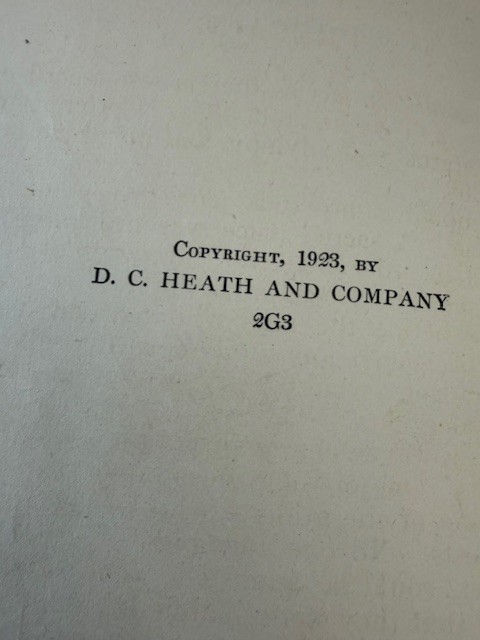 Copyright, 1923, by
D. C. HEATH AND COMPANY
2G3